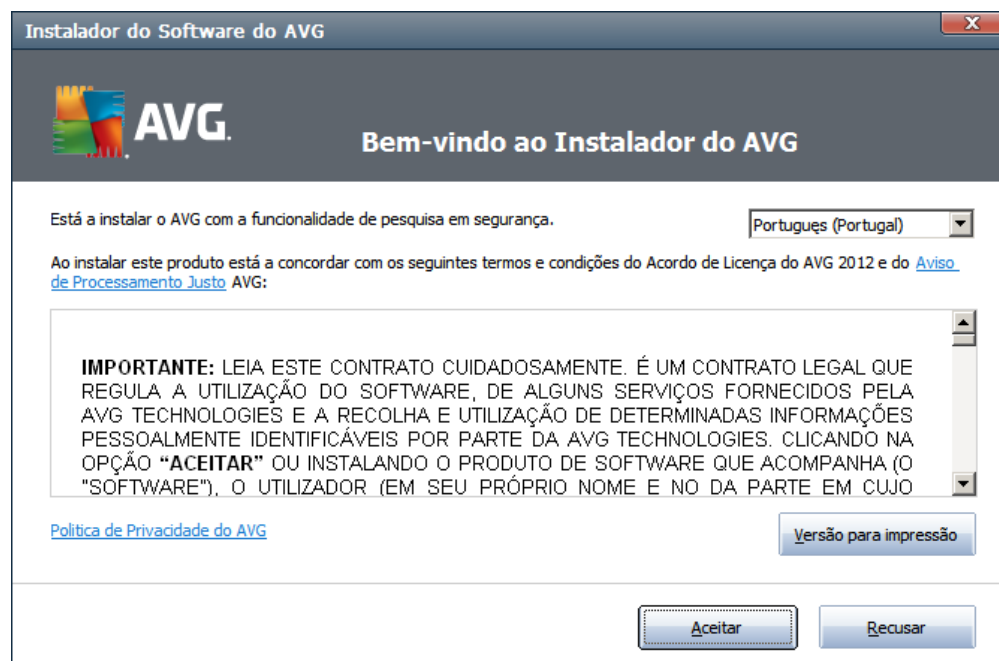 Instalador do Software do AVG
AVG.
Bem-vindo ao Instalador do AVG
Está a instalar o AVG com a funcionalidade de pesquisa em segurança.
Portuguęs (Portugal)
Ao instalar este produto está a concordar com os seguintes termos e condições do Acordo de Licença do AVG 2012 e do Aviso
de Processamento Justo AVG:
IMPORTANTE: LEIA ESTE CONTRATO CUIDADOSAMENTE. É UM CONTRATO LEGAL QUE
REGULA A UTILIZAÇÃO DO SOFTWARE, DE ALGUNS SERVIÇOS FORNECIDOS PELA
AVG TECHNOLOGIES E A RECOLHA E UTILIZAÇÃO DE DETERMINADAS INFORMAÇÕES
PESSOALMENTE IDENTIFICÁVEIS POR PARTE DA AVG TECHNOLOGIES. CLICANDO NA
OPÇÃO “ACEITAR” OU INSTALANDO O PRODUTO DE SOFTWARE QUE ACOMPANHA (O
"SOFTWARE"), O UTILIZADOR (EM SEU PRÓPRIO NOME E NO DA PARTE EM CUJO
Politica de Privacidade do AVG
Versão para impressão
Aceitar
Recusar